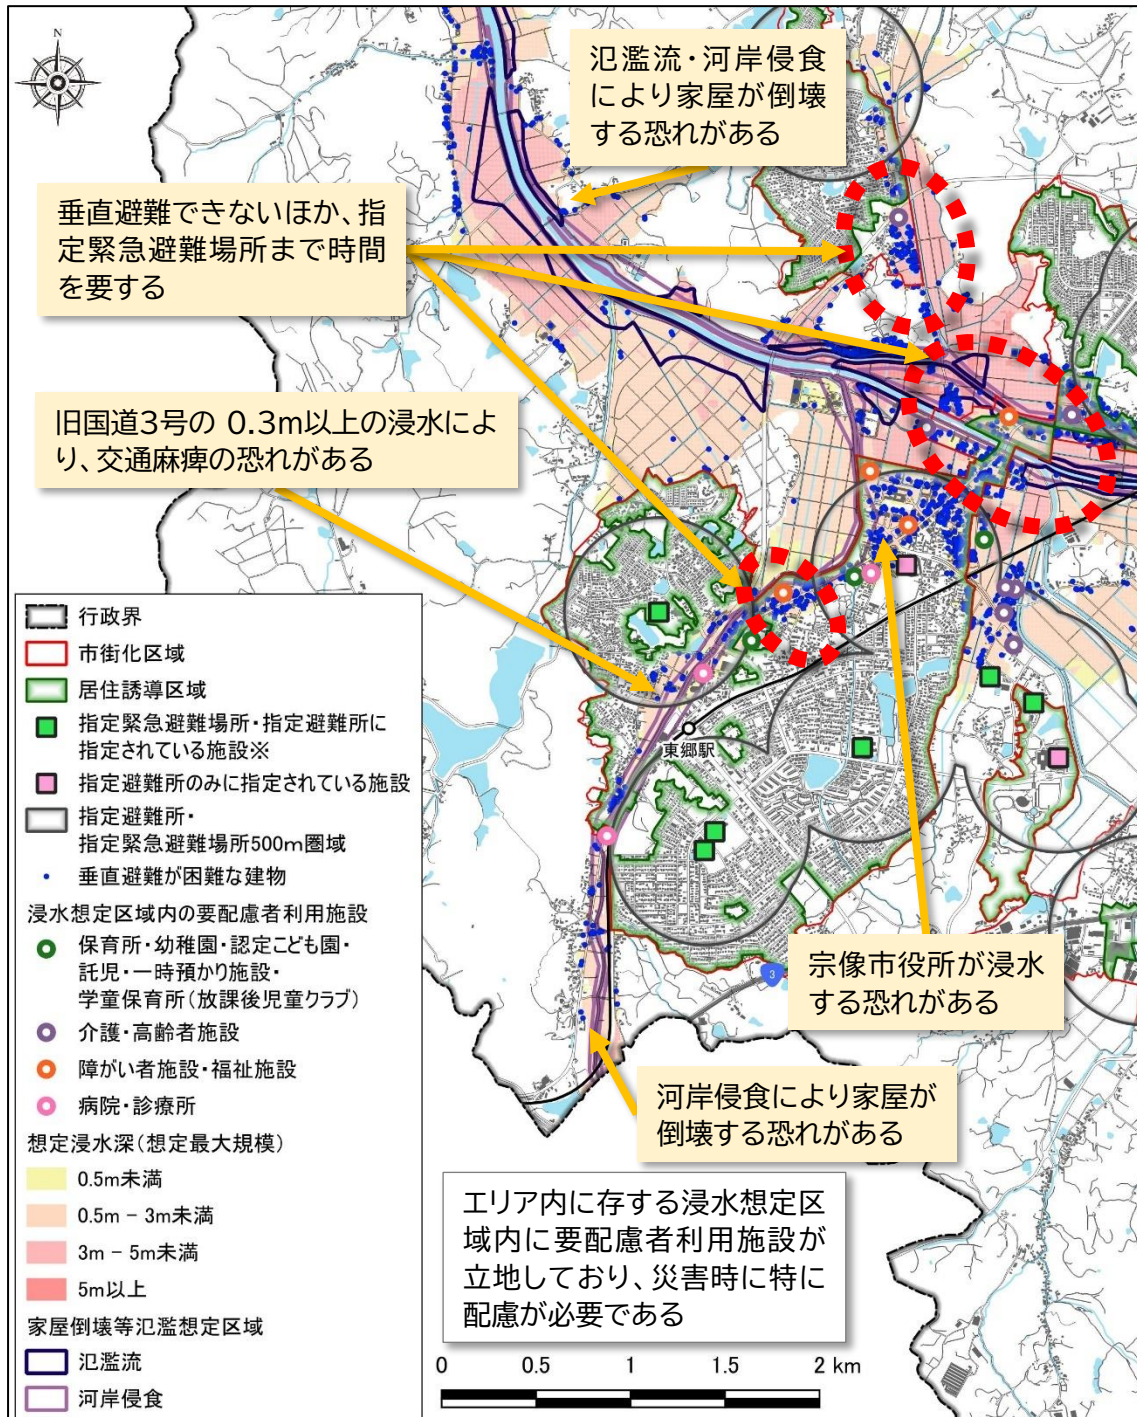 N
氾濫流・河岸侵食
により家屋が倒壊
する恐れがある
垂直避難できないほか、指
定緊急避難場所まで時間
を要する
旧国道3号の 0.3m以上の浸水によ
り、交通麻痺の恐れがある
東郷駅
3
宗像市役所が浸水
する恐れがある
河岸侵食により家屋が
倒壊する恐れがある
エリア内に存する浸水想定区
域内に要配慮者利用施設が
立地しており、災害時に特に
配慮が必要である
行政界
市街化区域
居住誘導区域
指定緊急避難場所・指定避難所に
指定されている施設※
指定避難所のみに指定されている施設
指定避難所・
指定緊急避難場所500m圏域
垂直避難が困難な建物
浸水想定区域内の要配慮者利用施設
保育所・幼稚園・認定こども園・
託児・一時預かり施設・
学童保育所(放課後児童クラブ)
介護・高齢者施設
障がい者施設・福祉施設
病院・診療所
想定浸水深(想定最大規模)
0.5m未満
0.5m - 3m未満
3m - 5m未満
5m以上
家屋倒壊等氾濫想定区域
氾濫流
河岸侵食
0 0.5 1 1.5 2 km